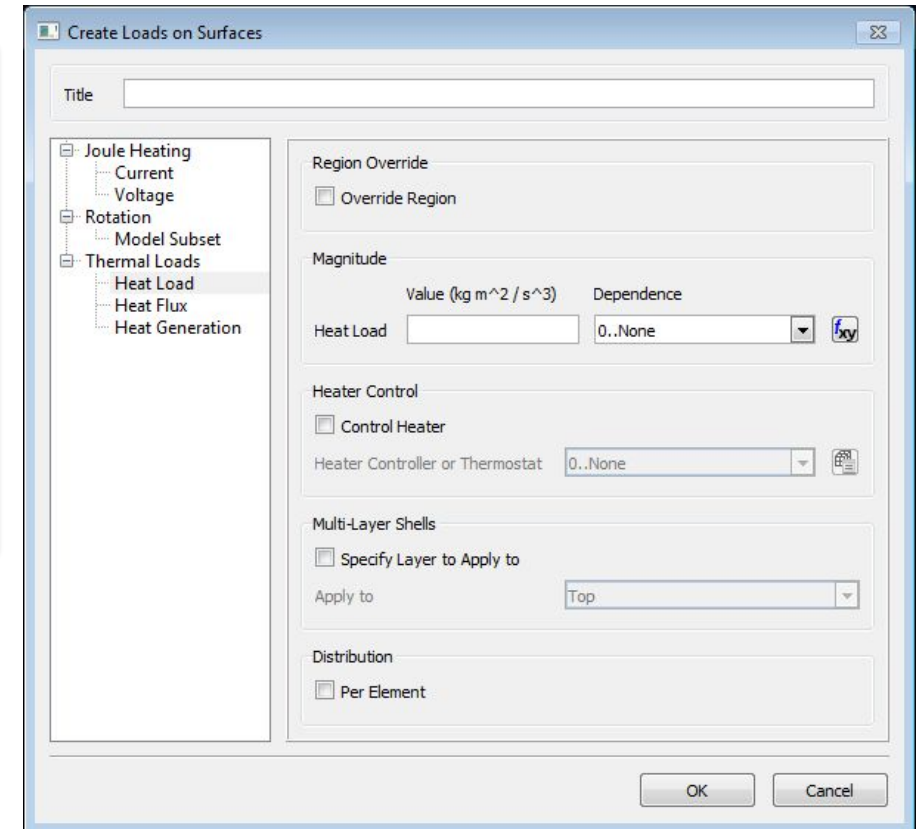 Create Loads on Surfaces
Title
Joule Heating
Current
Voltage
Rotation
Model Subset
Thermal Loads
Heat Load
Heat Flux
Heat Generation
Region Override
Override Region
Magnitude
Value (kg m^2 / s^3) Dependence
Heat Load 0..None fxy
Heater Control
Control Heater
Heater Controller or Thermostat 0..None
Multi-Layer Shells
Specify Layer to Apply to
Apply to Top
Distribution
Per Element
OK Cancel